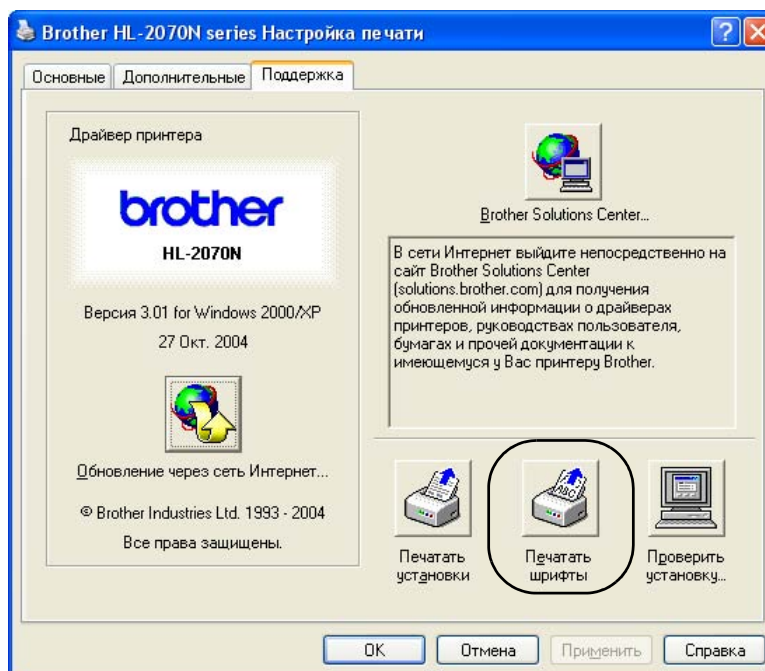 Brother HL-2070N series Настройка печати
Основные Дополнительные Поддержка
Драйвер принтера
brother
HL-2070N
Версия 3.01 for Windows 2000/XP
27 Окт. 2004
Обновление через сеть Интернет...
© Brother Industries Ltd. 1993 - 2004
Все права защищены.
Brother Solutions Center...
В сети Интернет выйдите непосредственно на
сайт Brother Solutions Center
(solutions.brother.com) для получения
обновленной информации о драйверах
принтеров, руководствах пользователя,
бумагах и прочей документации к
имеющемуся у Вас принтеру Brother.
Печатать
установки
ABC
Печатать
шрифты
Проверить
установку...
OK Отмена Применить Справка